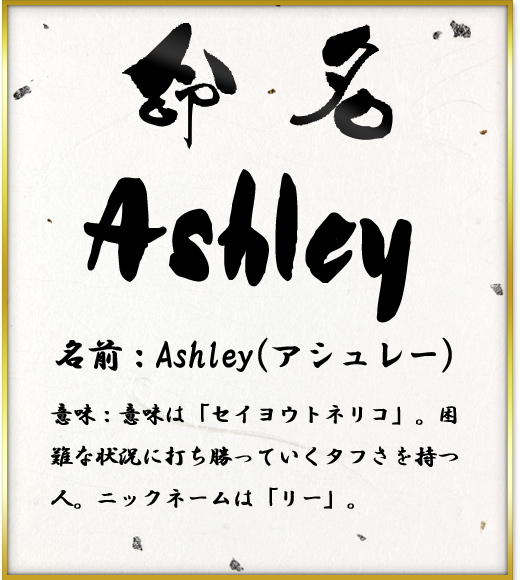 命名
Ashley
名前：Ashley(アシュレー)
意味：意味は「セイヨウトネリコ」。困
難な状況に打ち勝っていくタフさを持つ
人。ニックネームは「リー」。